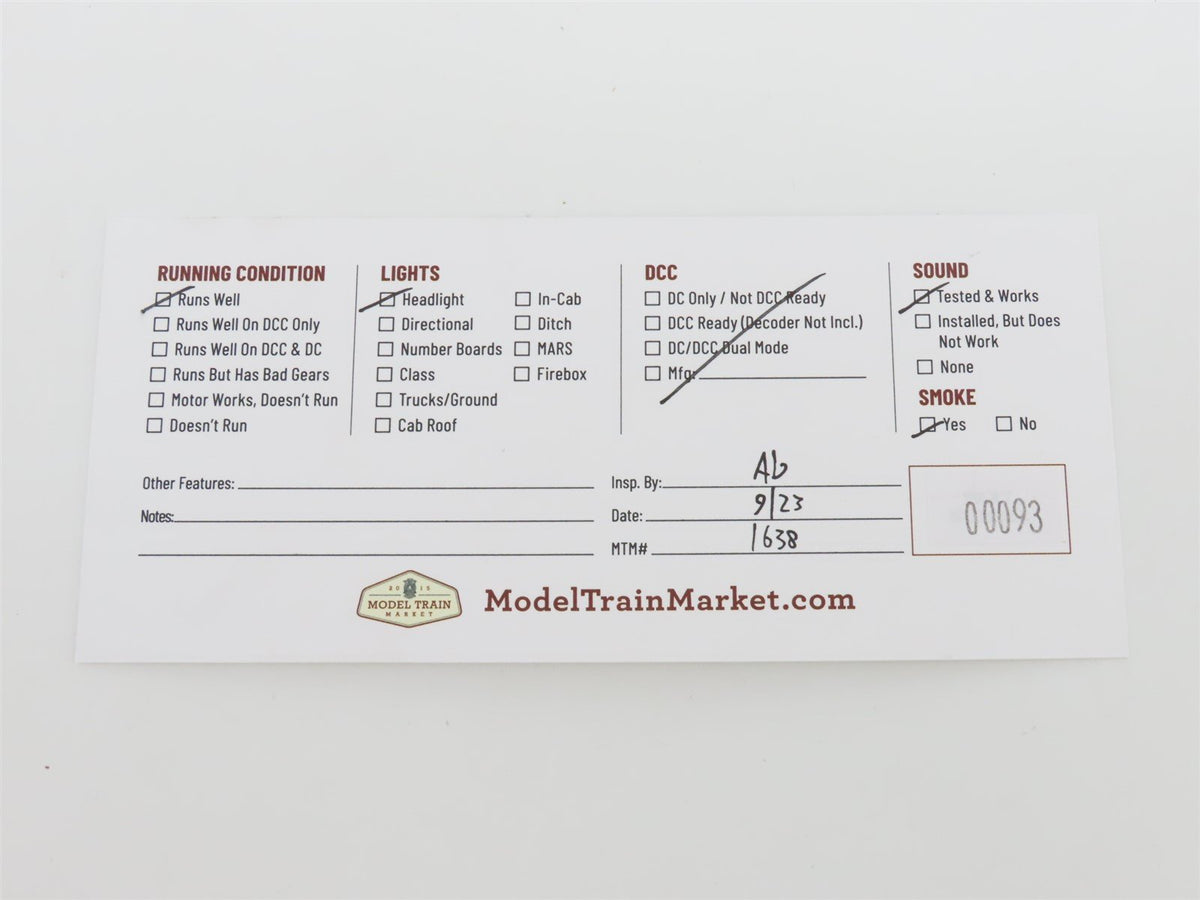 RUNNING CONDITION
Runs Well
Runs Well On DCC Only
Runs Well On DCC & DC
Runs But Has Bad Gears
Motor Works, Doesn't Run
Doesn't Run
LIGHTS
Headlight
Directional
Number Boards
Class
Trucks/Ground
Cab Roof
In-Cab
Ditch
MARS
Firebox
DCC
DC Only / Not DCC Ready
DCC Ready (Decoder Not Incl.)
DC/DCC Dual Mode
Mfg:
SOUND
Tested & Works
Installed, But Does
Not Work
None
SMOKE
Yes No
Other Features:
Notes:
Insp. By: Ab
Date: 9/23
MTM# 1638
00093
2015
MODEL TRAIN
MARKET
ModelTrainMarket.com